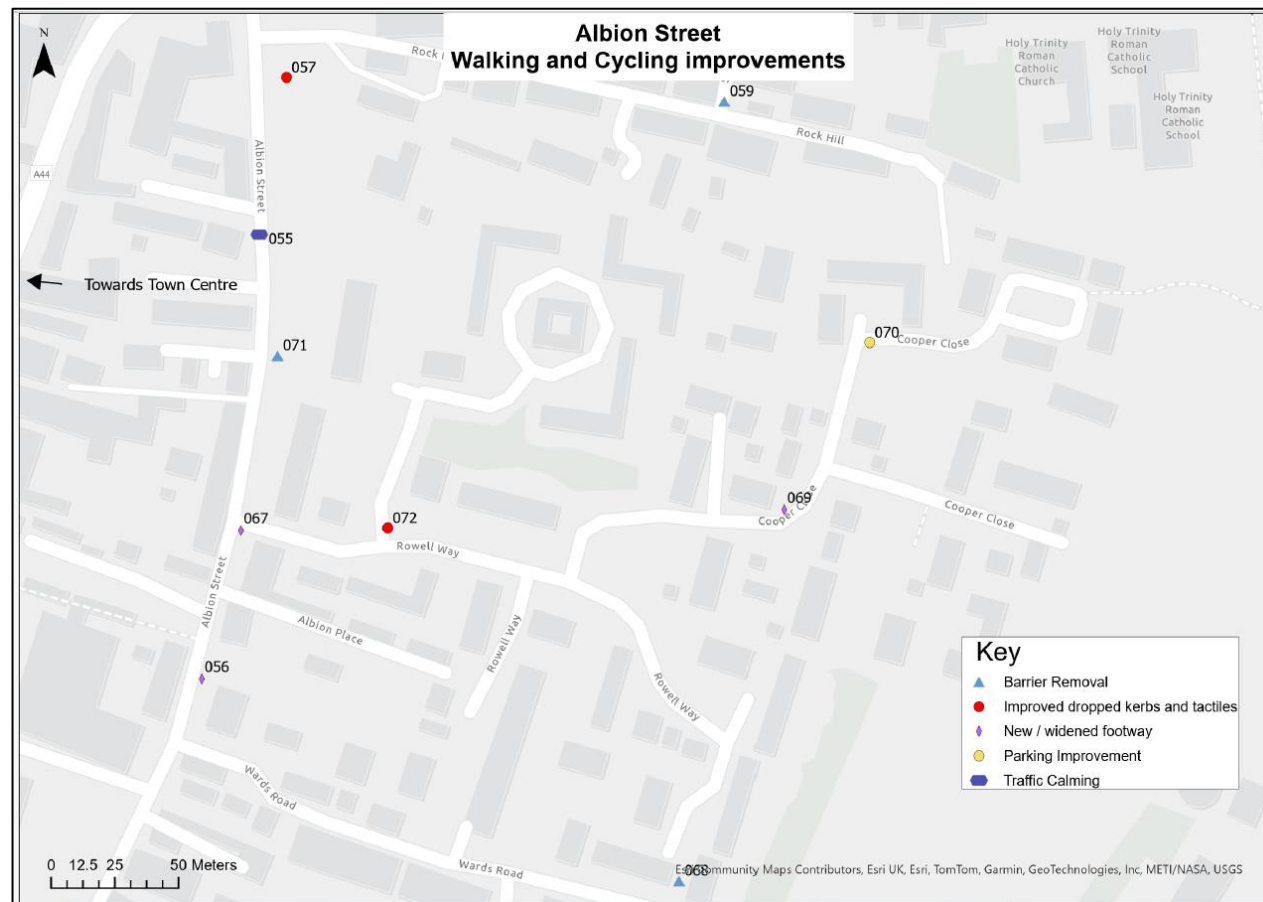 Albion Street
Walking and Cycling improvements
N
057
059
Rock Hill
Holy Trinity
Roman
Catholic
Church
Holy Trinity
Roman
Catholic
School
Holy Trinity
Roman
Catholic
School
A44
Albion Street
055
Towards Town Centre
071
070
Cooper Close
067
072
Rowell Way
069
Cooper Close
Cooper Close
Albion Street
Albion Place
Rowell Way
Rowell Way
056
Wards Road
Wards Road
068
Key
Barrier Removal
Improved dropped kerbs and tactiles
New / widened footway
Parking Improvement
Traffic Calming
0 12.5 25 50 Meters
Esri Community Maps Contributors, Esri UK, Esri, TomTom, Garmin, GeoTechnologies, Inc, METI/NASA, USGS